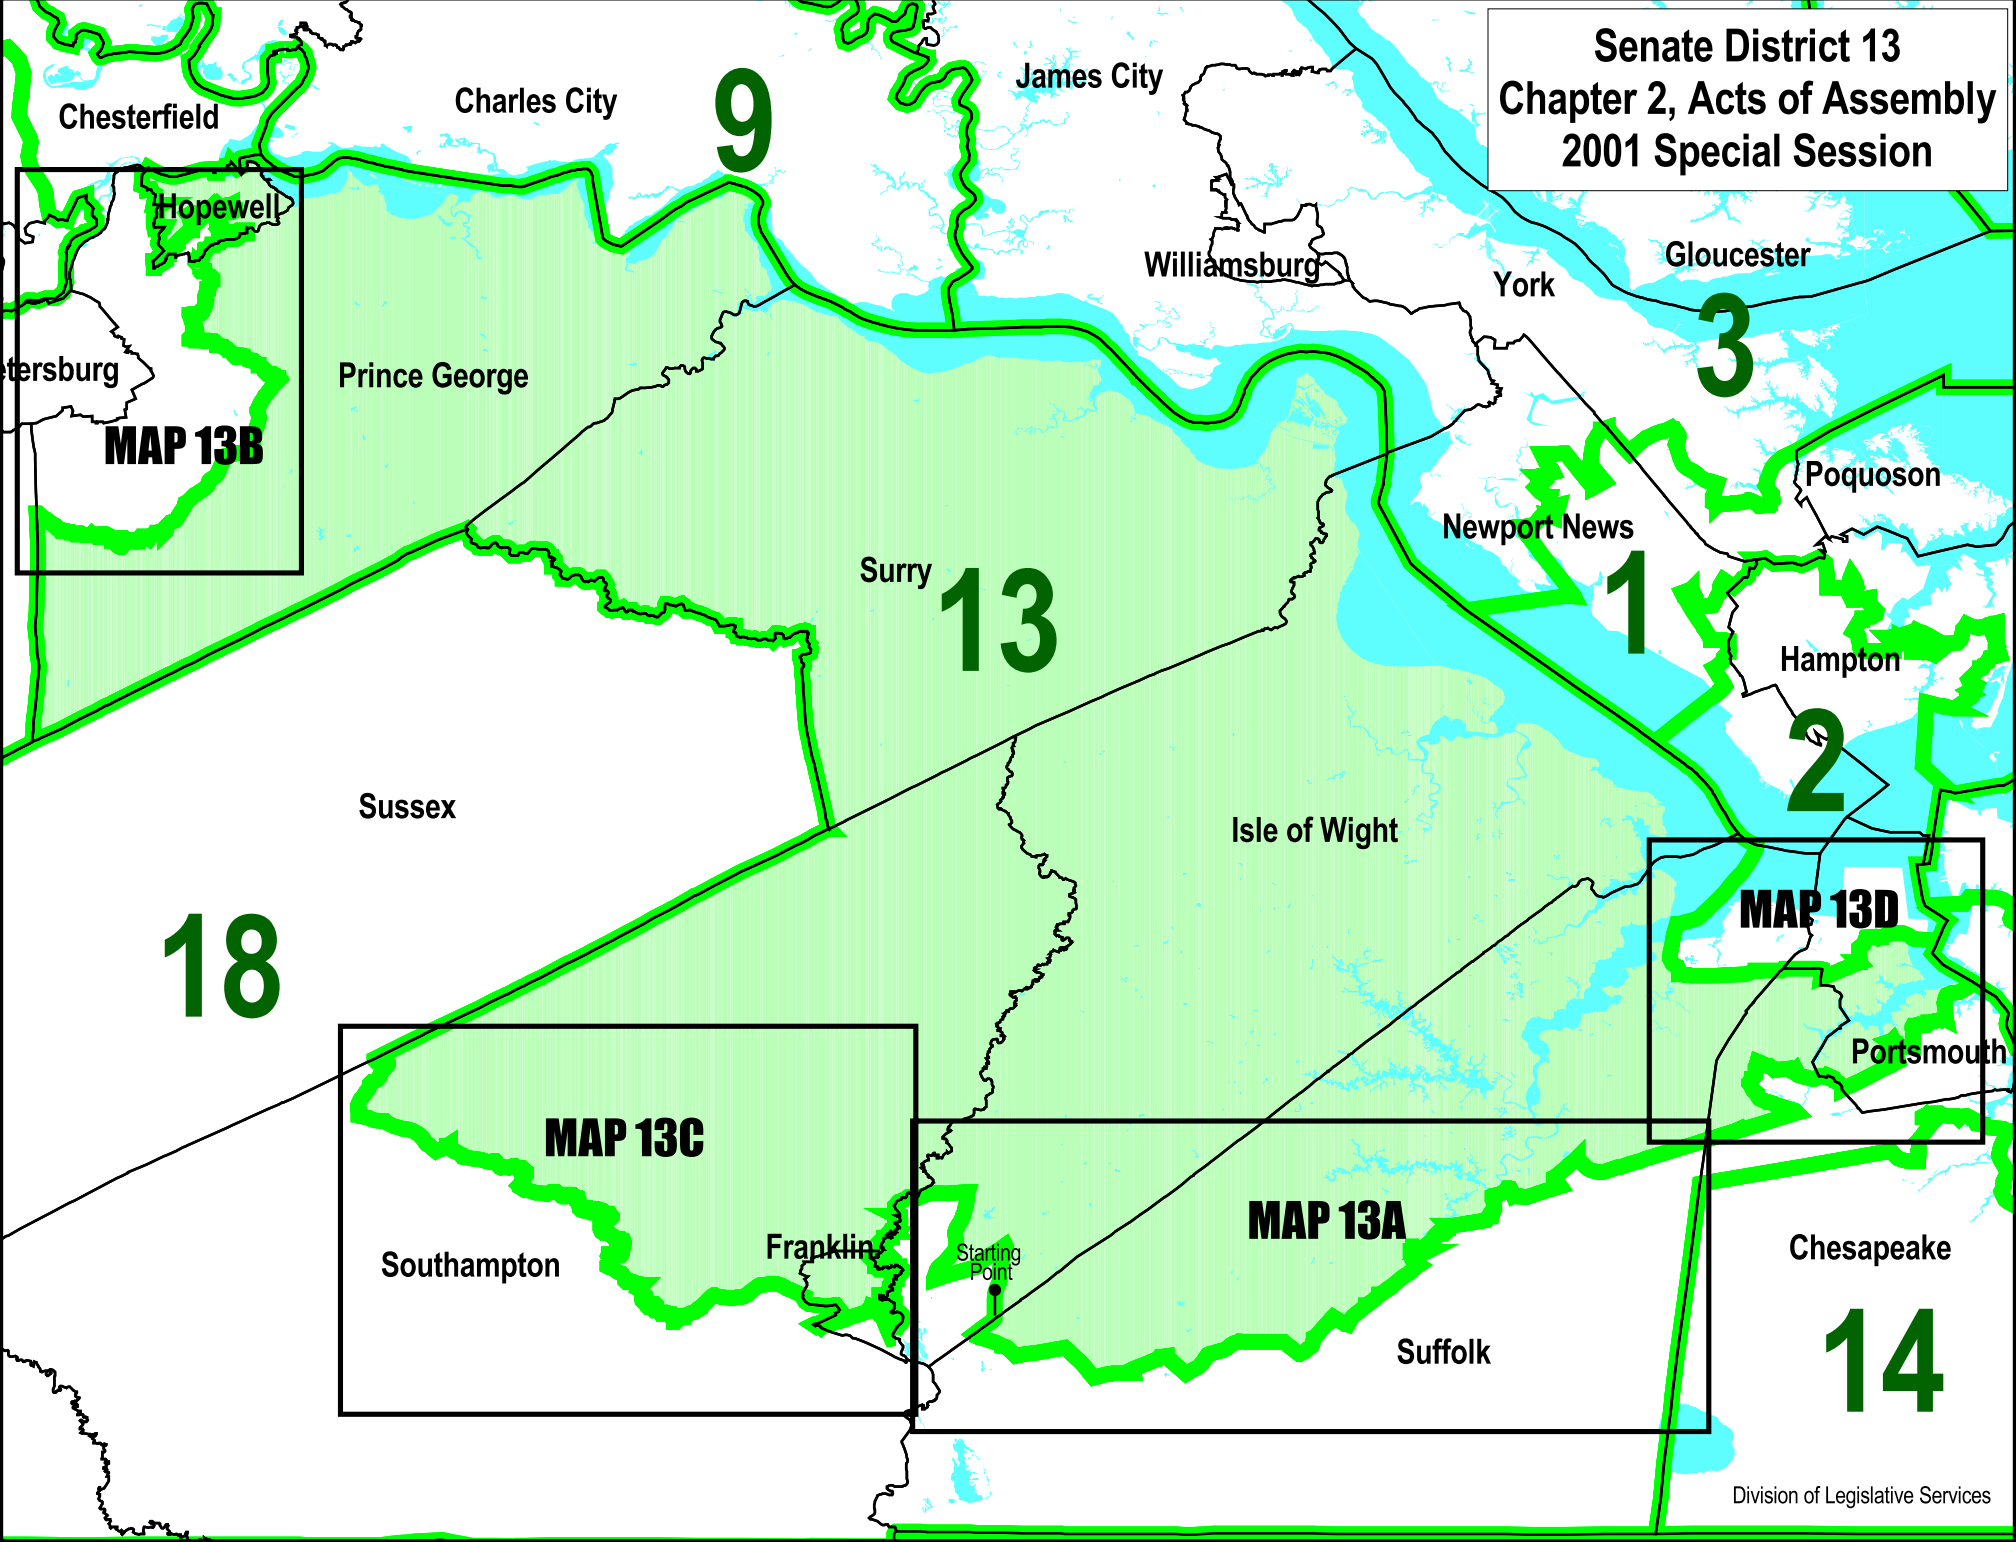 Senate District 13
Chapter 2, Acts of Assembly
2001 Special Session
Chesterfield
Charles City
9
James City
Hopewell
Williamsburg
York
Gloucester
3
etersburg
Prince George
MAP 13B
Poquoson
Newport News
Surry
13
1
Hampton
2
Sussex
Isle of Wight
18
MAP 13D
Portsmouth
MAP 13C
MAP 13A
Franklin
Southampton
Starting
Point
Chesapeake
Suffolk
14
Division of Legislative Services